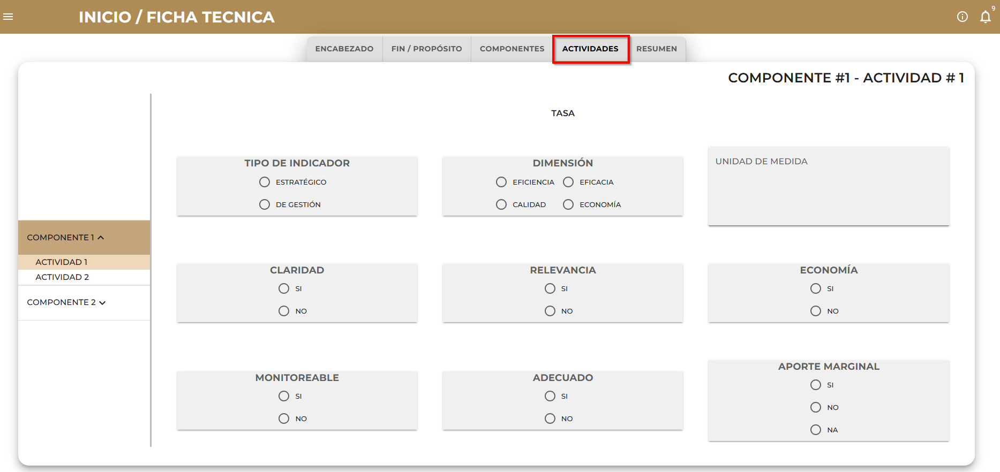 INICIO / FICHA TECNICA
9
ENCABEZADO
FIN / PROPÓSITO
COMPONENTES
ACTIVIDADES
RESUMEN
COMPONENTE #1 - ACTIVIDAD # 1
COMPONENTE 1
ACTIVIDAD 1
ACTIVIDAD 2
COMPONENTE 2
TASA
TIPO DE INDICADOR
ESTRATÉGICO
DE GESTIÓN
DIMENSIÓN
EFICIENCIA EFICACIA
CALIDAD ECONOMÍA
UNIDAD DE MEDIDA
CLARIDAD
SI
NO
RELEVANCIA
SI
NO
ECONOMÍA
SI
NO
MONITOREABLE
SI
NO
ADECUADO
SI
NO
APORTE MARGINAL
SI
NO
NA